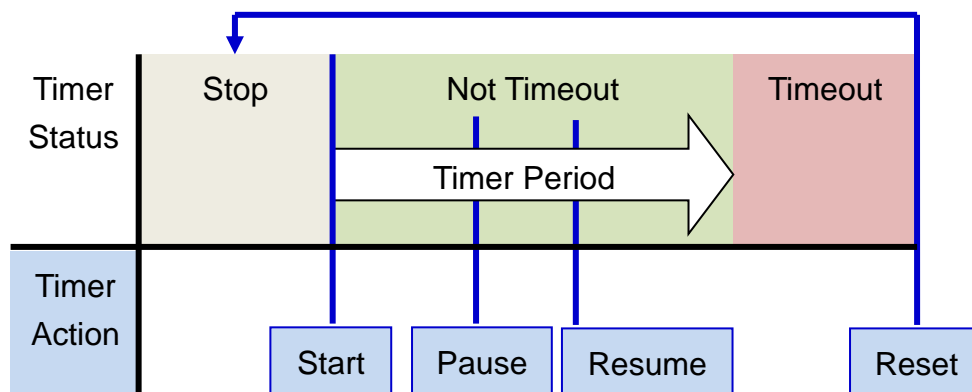 Timer
Status
Stop
Not Timeout
Timeout
Timer Period
Timer
Action
Start
Pause
Resume
Reset